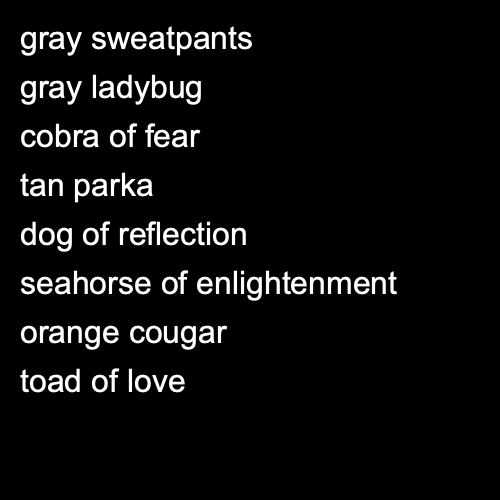 gray sweatpants
gray ladybug
cobra of fear
tan parka
dog of reflection
seahorse of enlightenment
orange cougar
toad of love